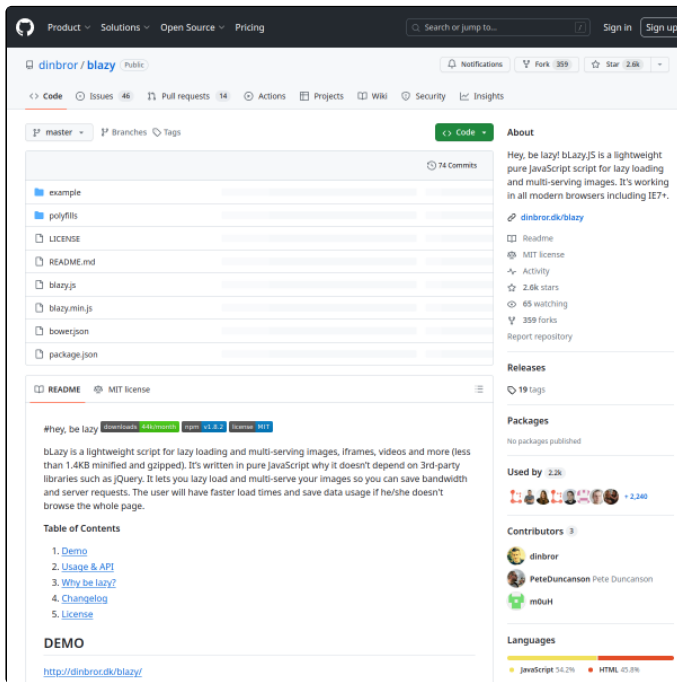 Product Solutions Open Source Pricing Search or jump to... / Sign in Sign up
dinbror / blazy Public Notifications Fork 359 Star 2.6k
Code Issues 46 Pull requests 14 Actions Projects Wiki Security Insights
master Branches Tags Code
74 Commits
example
polyfills
LICENSE
README.md
blazy.js
blazy.min.js
bower.json
package.json
README MIT license
#hey, be lazy downloads 44k/month npm v1.8.2 license MIT
bLazy is a lightweight script for lazy loading and multi-serving images, iframes, videos and more (less
than 1.4KB minified and gzipped). It's written in pure JavaScript why it doesn't depend on 3rd-party
libraries such as jQuery. It lets you lazy load and multi-serve your images so you can save bandwidth
and server requests. The user will have faster load times and save data usage if he/she doesn't
browse the whole page.
Table of Contents
1. Demo
2. Usage & API
3. Why be lazy?
4. Changelog
5. License
DEMO
http://dinbror.dk/blazy/
About
Hey, be lazy! bLazy.JS is a lightweight
pure JavaScript script for lazy loading
and multi-serving images. It's working
in all modern browsers including IE7+.
dinbror.dk/blazy
Readme
MIT license
Activity
2.6k stars
65 watching
359 forks
Report repository
Releases
19 tags
Packages
No packages published
Used by 2.2k
+ 2,240
Contributors 3
dinbror
PeteDuncanson Pete Duncanson
m0uH
Languages
JavaScript 54.2% HTML 45.8%